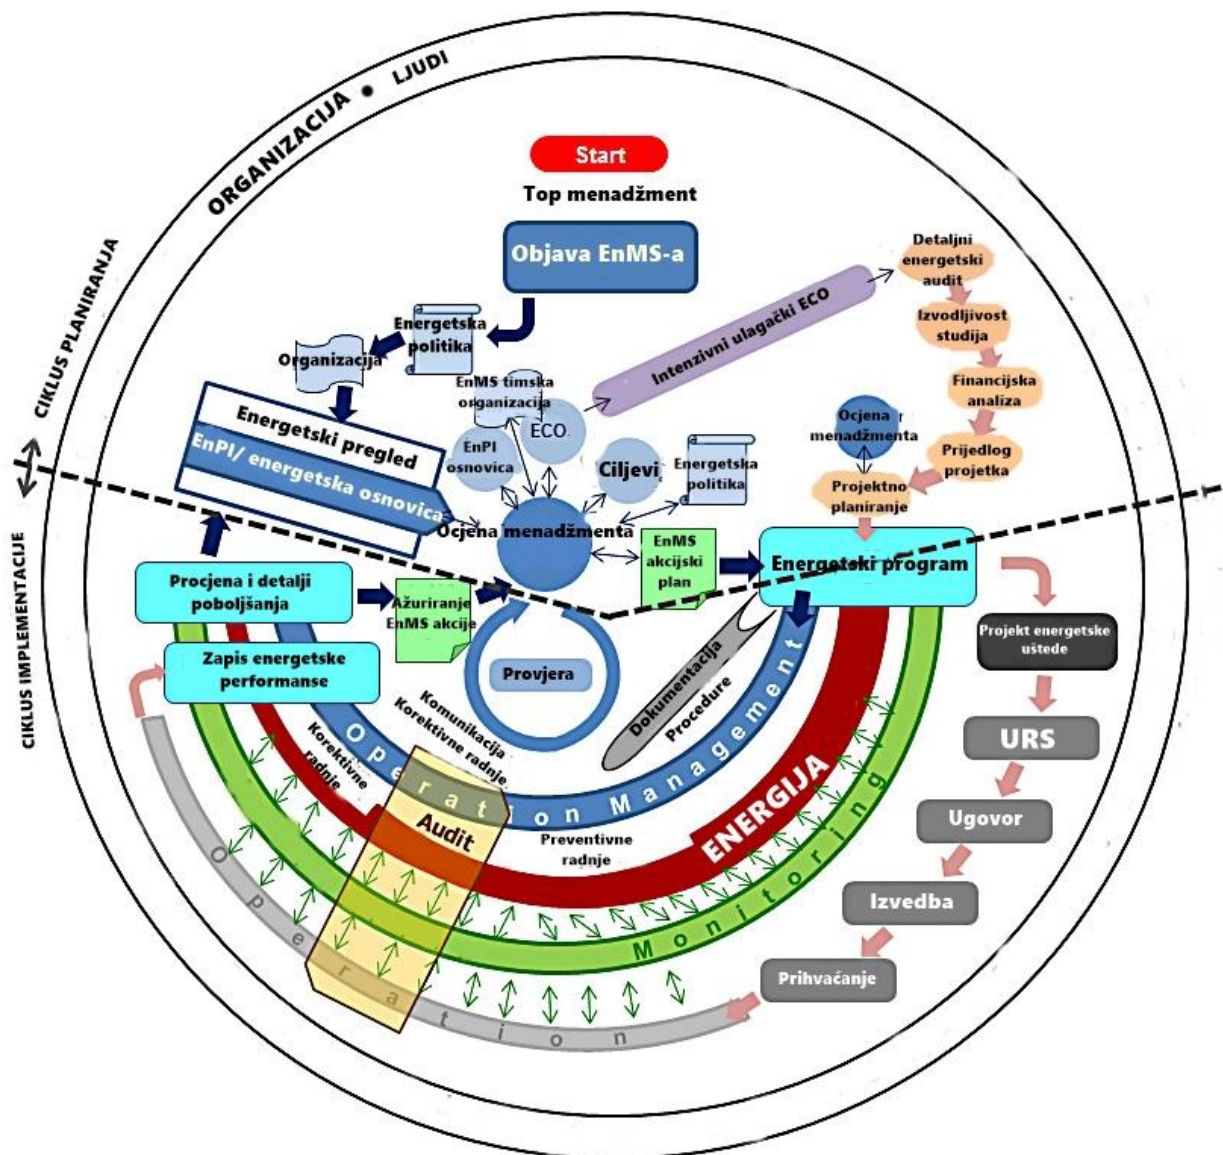 ORGANIZACIJA • LJUDI
CIKLUS PLANIRANJA
CIKLUS IMPLEMENTACIJE
Start
Top menadžment
Objava EnMS-a
Energetska
politika
Organizacija
Energetski pregled
EnPI/ energetska osnovica
EnMS timska
organizacija
ECO
EnPI
osnovica
Ciljevi
Energetska
politika
Ocjena menadžmenta
Intenzivni ulagački ECO
Detaljni
energetski
audit
Izvodljivost
studija
Financijska
analiza
Prijedlog
projetka
Projektno
planiranje
Ocjena
menadžmenta
EnMS
akcijski
plan
Energetski program
Procjena i detalji
poboljšanja
Ažuriranje
EnMS akcije
Zapis energetske
performanse
Provjera
Dokumentacija
Procedure
Komunikacija
Korektivne radnje
Korektivne
radnje
Operation Management
Audit
Preventivne
radnje
ENERGIJA
Monitoring
Operation
Projekt energetske
uštede
URS
Ugovor
Izvedba
Prihvaćanje